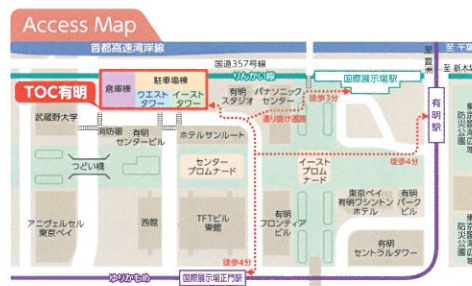 Access Map
首都高速湾岸線
至 千葉
国道357号線
至 豊洲
至 新木場
りんかい線
国際展示場駅
TOC有明
倉庫棟
駐車場棟
ウエスト
タワー
イースト
タワー
有明
スタジオ
パナソニック
センター
徒歩3分
通り抜け通路
有明駅
武蔵野大学
消防署
有明
センタービル
ホテルサンルート
つどい橋
センター
プロムナード
徒歩4分
イースト
プロム
ナード
東京ベイ
有明ワシントン
ホテル
有明
パーク
ビル
アニヴェルセル
東京ベイ
西館
TFTビル
東館
有明
フロンティア
ビル
有明
セントラルタワー
徒歩4分
ゆりかもめ
国際展示場正門駅